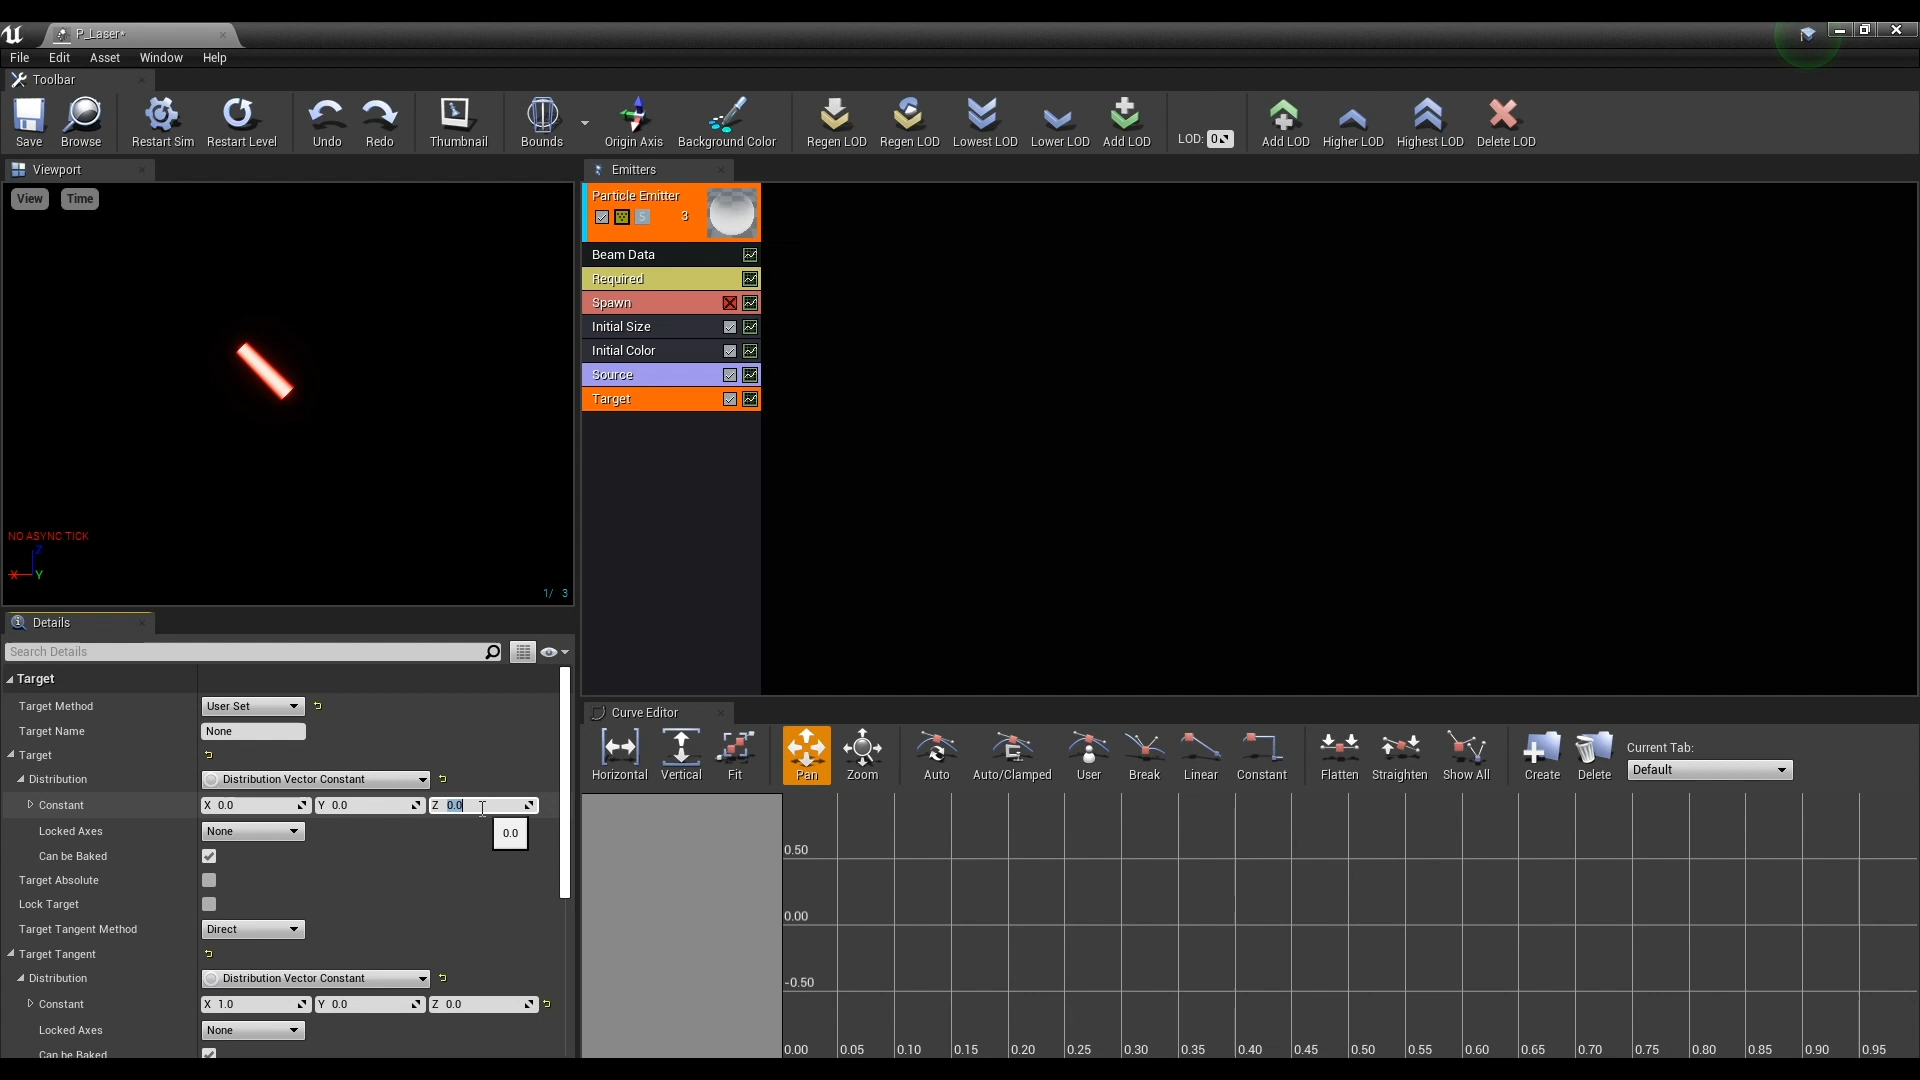 P_Laser*
File Edit Asset Window Help
Toolbar
Save Browse Restart Sim Restart Level Undo Redo Thumbnail Bounds Origin Axis Background Color Regen LOD Regen LOD Lowest LOD Lower LOD Add LOD LOD: 0 Add LOD Higher LOD Highest LOD Delete LOD
Viewport
View Time
NO ASYNC TICK
Z
X Y
1/ 3
Emitters
Particle Emitter
S 3
Beam Data
Required
Spawn
Initial Size
Initial Color
Source
Target
Details
Search Details
Target
Target Method User Set
Target Name None
Target
Distribution Distribution Vector Constant
Constant X 0.0 Y 0.0 Z 0.0
0.0
Locked Axes None
Can be Baked
Target Absolute
Lock Target
Target Tangent Method Direct
Target Tangent
Distribution Distribution Vector Constant
Constant X 1.0 Y 0.0 Z 0.0
Locked Axes None
Can be Baked
Curve Editor
Horizontal Vertical Fit Pan Zoom Auto Auto/Clamped User Break Linear Constant Flatten Straighten Show All Create Delete
Current Tab:
Default
0.50
0.00
-0.50
0.00 0.05 0.10 0.15 0.20 0.25 0.30 0.35 0.40 0.45 0.50 0.55 0.60 0.65 0.70 0.75 0.80 0.85 0.90 0.95